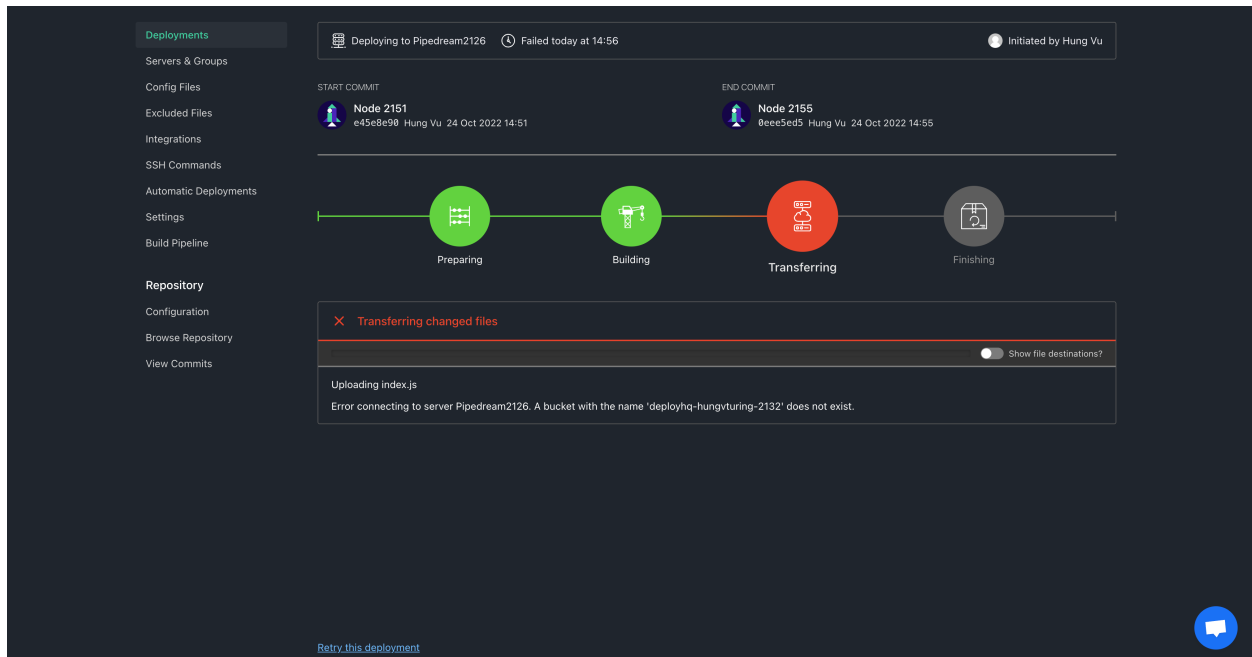 Deployments
Servers & Groups
Config Files
Excluded Files
Integrations
SSH Commands
Automatic Deployments
Settings
Build Pipeline
Repository
Configuration
Browse Repository
View Commits
Deploying to Pipedream2126 Failed today at 14:56 Initiated by Hung Vu
START COMMIT
Node 2151
e45e8e90 Hung Vu 24 Oct 2022 14:51
END COMMIT
Node 2155
0eee5ed5 Hung Vu 24 Oct 2022 14:55
Preparing
Building
Transferring
Finishing
Transferring changed files
Show file destinations?
Uploading index.js
Error connecting to server Pipedream2126. A bucket with the name 'deployhq-hungvturing-2132' does not exist.
Retry this deployment